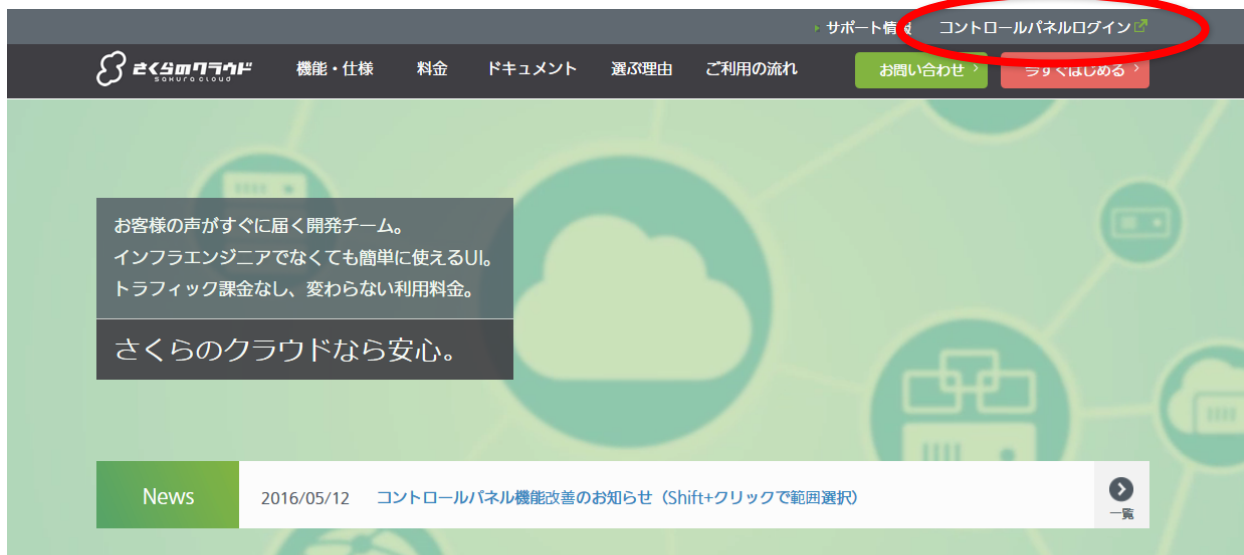 サポート情報 コントロールパネルログイン
さくらのクラウド
SAKURA CLOUD
機能・仕様 料金 ドキュメント 選ぶ理由 ご利用の流れ お問い合わせ 今すぐはじめる
お客様の声がすぐに届く開発チーム。
インフラエンジニアでなくても簡単に使えるUI。
トラフィック課金なし、変わらない利用料金。
さくらのクラウドなら安心。
News 2016/05/12 コントロールパネル機能改善のお知らせ（Shift+クリックで範囲選択）
一覧